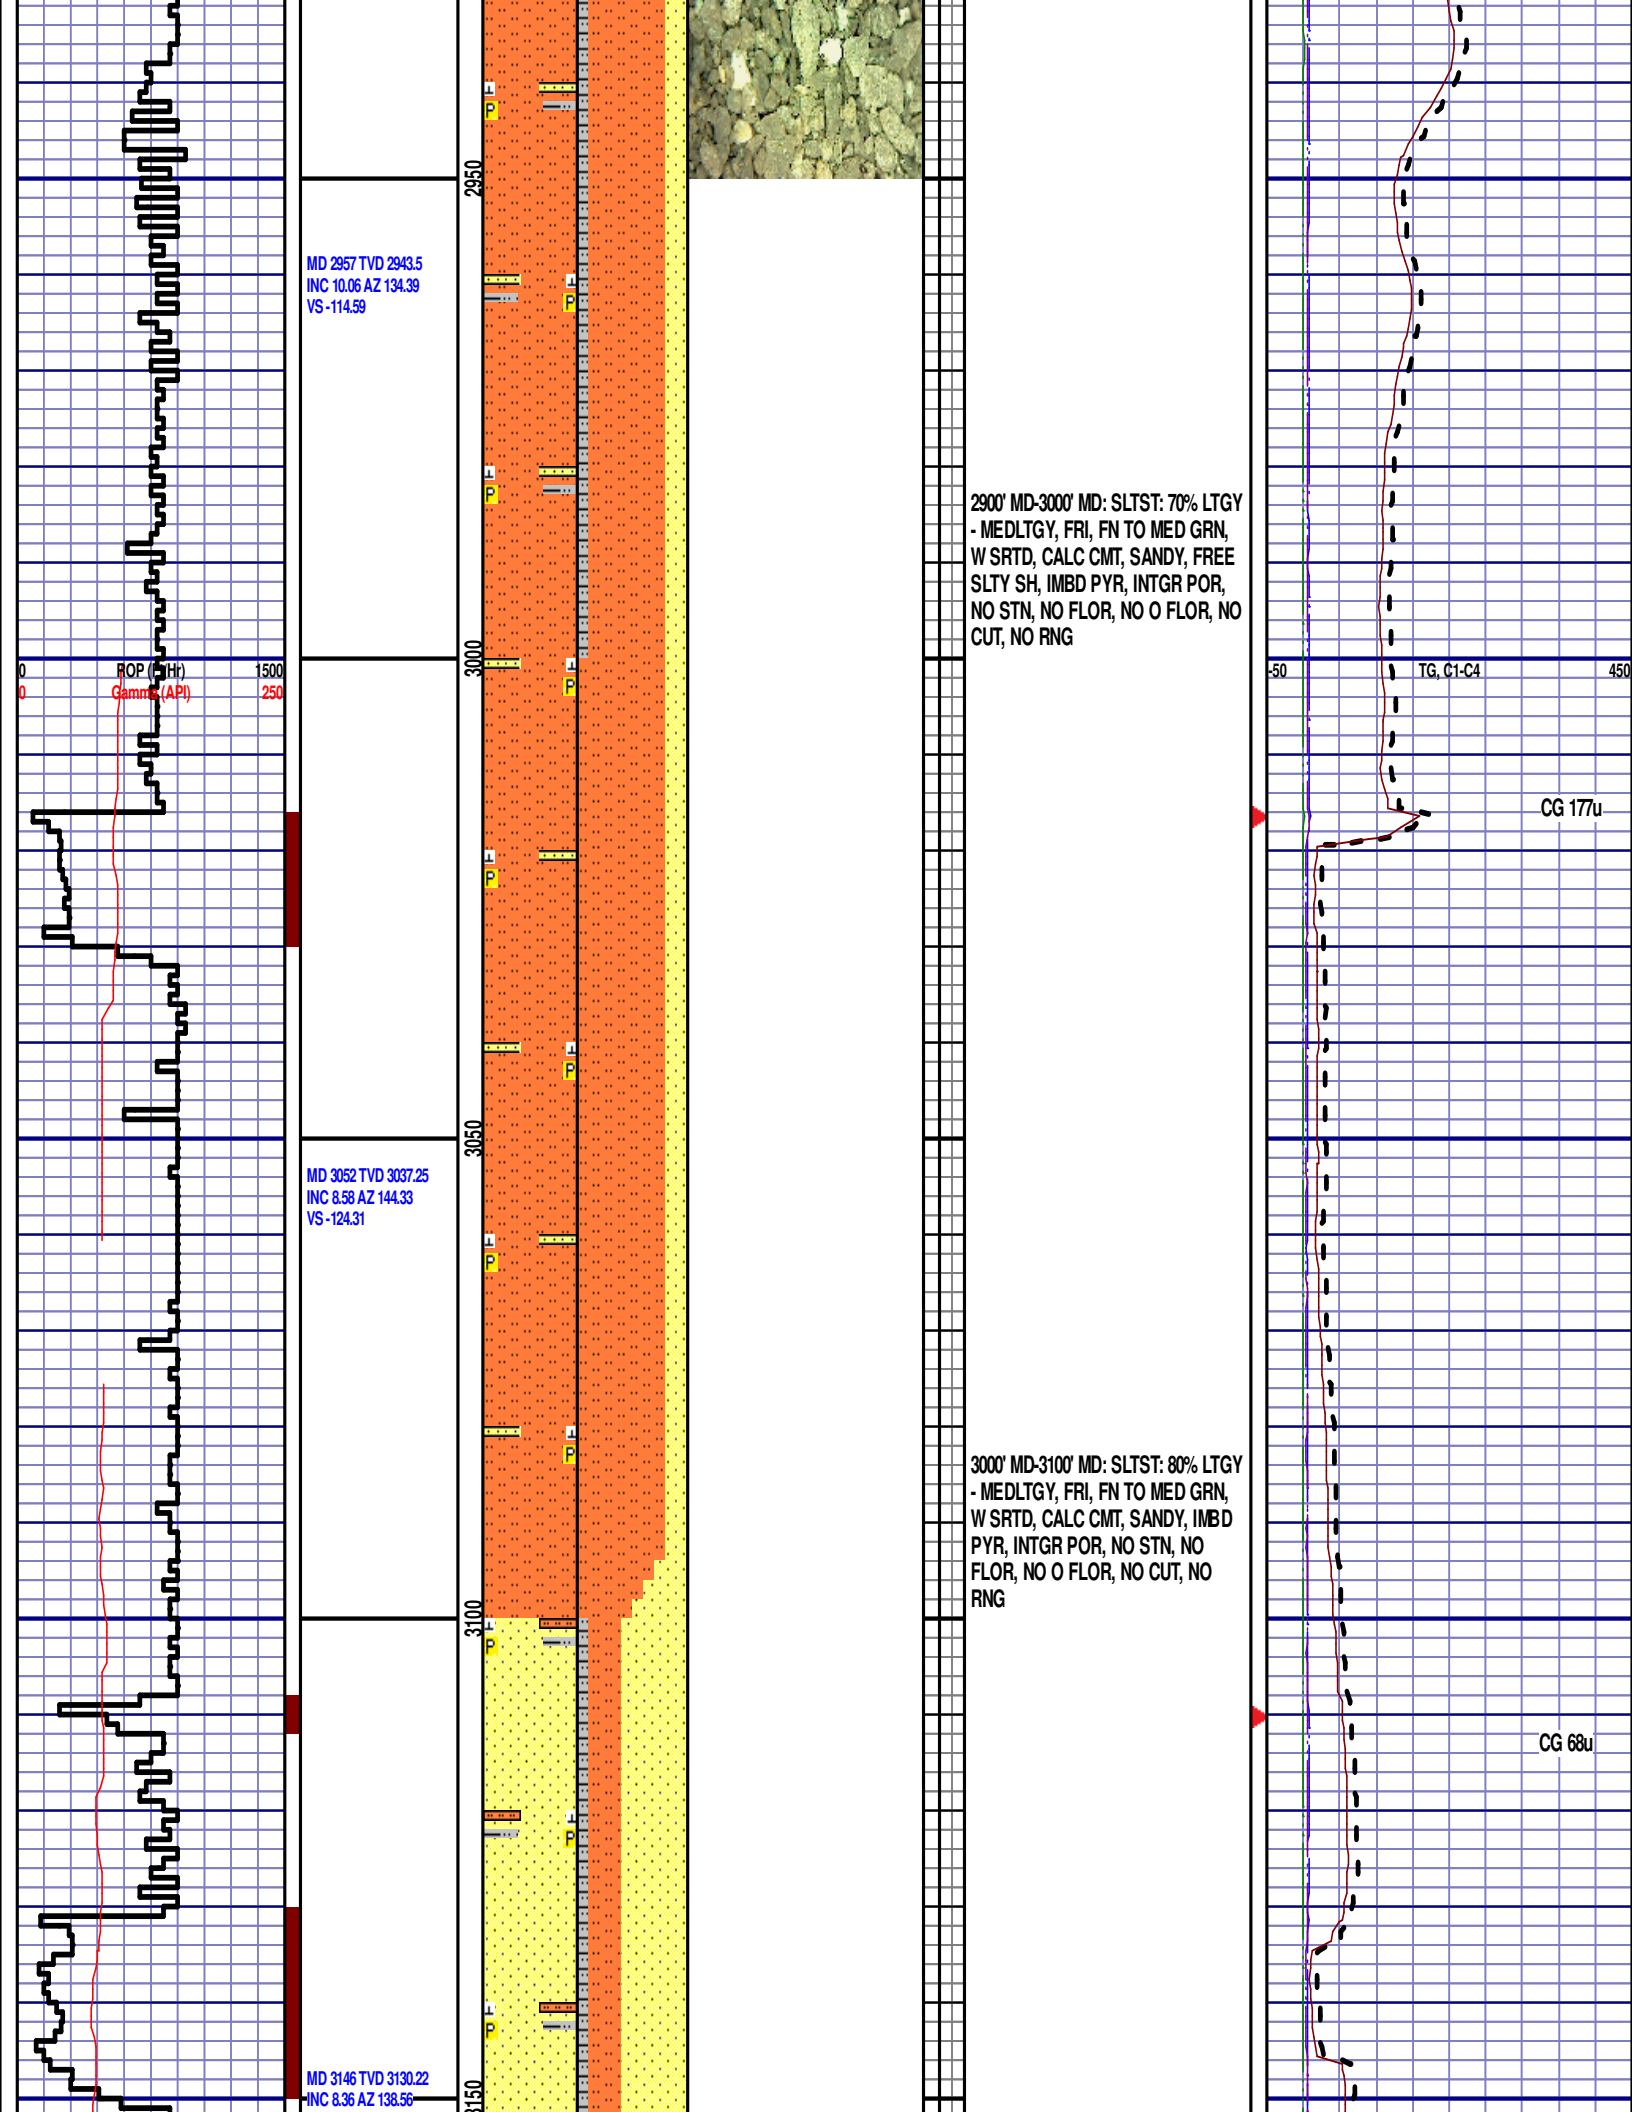 2950
MD 2957 TVD 2943.5
INC 10.06 AZ 134.39
VS -114.59
2900' MD-3000' MD: SLTST: 70% LTGY
- MEDLTGY, FRI, FN TO MED GRN,
W SRTD, CALC CMT, SANDY, FREE
SLTY SH, IMBD PYR, INTGR POR,
NO STN, NO FLOR, NO O FLOR, NO
CUT, NO RNG
3000
0 1500
0 Gamma (API) 250
-50 TG, C1-C4 450
CG 177u
3050
MD 3052 TVD 3037.25
INC 8.58 AZ 144.33
VS -124.31
3000' MD-3100' MD: SLTST: 80% LTGY
- MEDLTGY, FRI, FN TO MED GRN,
W SRTD, CALC CMT, SANDY, IMBD
PYR, INTGR POR, NO STN, NO
FLOR, NO O FLOR, NO CUT, NO
RNG
3100
CG 68u
MD 3146 TVD 3130.22
INC 8.36 AZ 138.56
3150
P
P
P
P
P
P
P
P
P
P
P